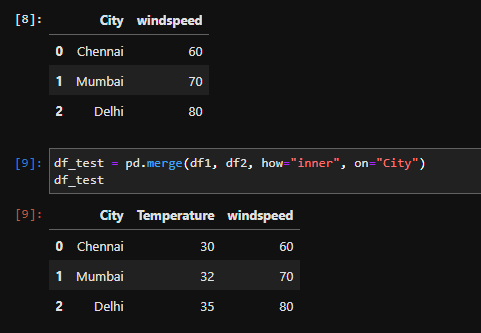 [8]: City windspeed
0 Chennai 60
1 Mumbai 70
2 Delhi 80
[9]: df_test = pd.merge(df1, df2, how="inner", on="City")
df_test
[9]: City Temperature windspeed
0 Chennai 30 60
1 Mumbai 32 70
2 Delhi 35 80